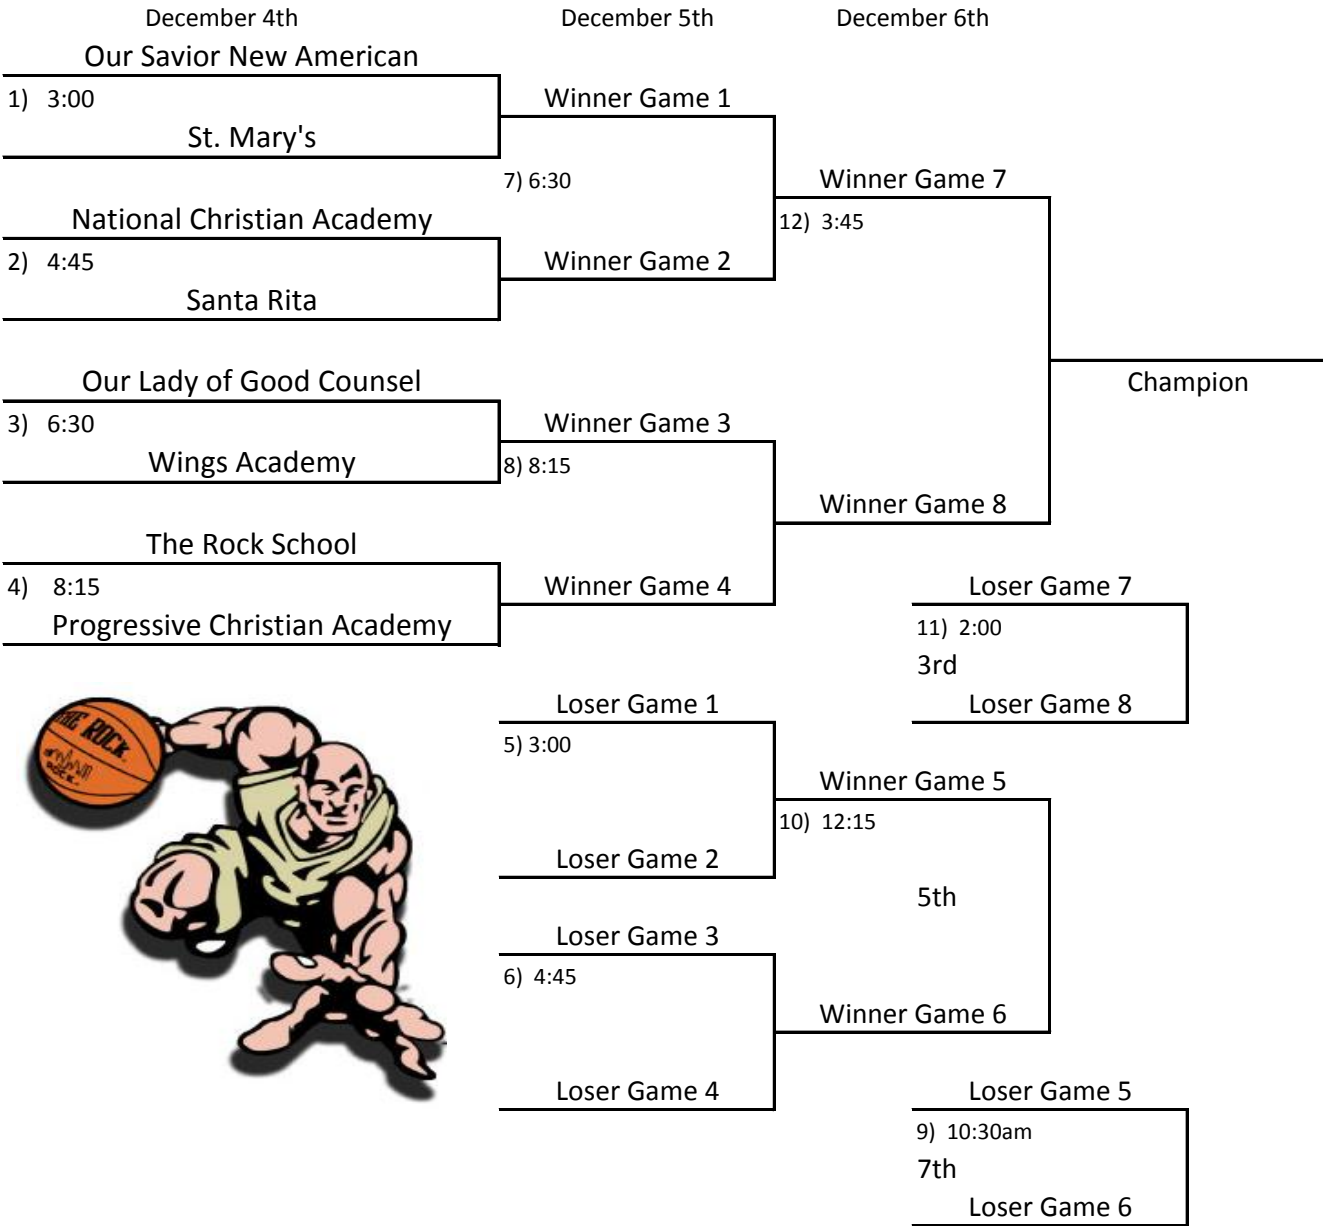 December 4th December 5th December 6th
Our Savior New American
1) 3:00 Winner Game 1
St. Mary's
7) 6:30 Winner Game 7
National Christian Academy 12) 3:45
2) 4:45 Winner Game 2
Santa Rita
Our Lady of Good Counsel Champion
3) 6:30 Winner Game 3
Wings Academy 8) 8:15
Winner Game 8
The Rock School
4) 8:15 Winner Game 4 Loser Game 7
Progressive Christian Academy 11) 2:00
3rd
Loser Game 1 Loser Game 8
THE ROCK 5) 3:00
Winner Game 5
10) 12:15
Loser Game 2
5th
Loser Game 3
6) 4:45
Winner Game 6
Loser Game 4 Loser Game 5
9) 10:30am
7th
Loser Game 6